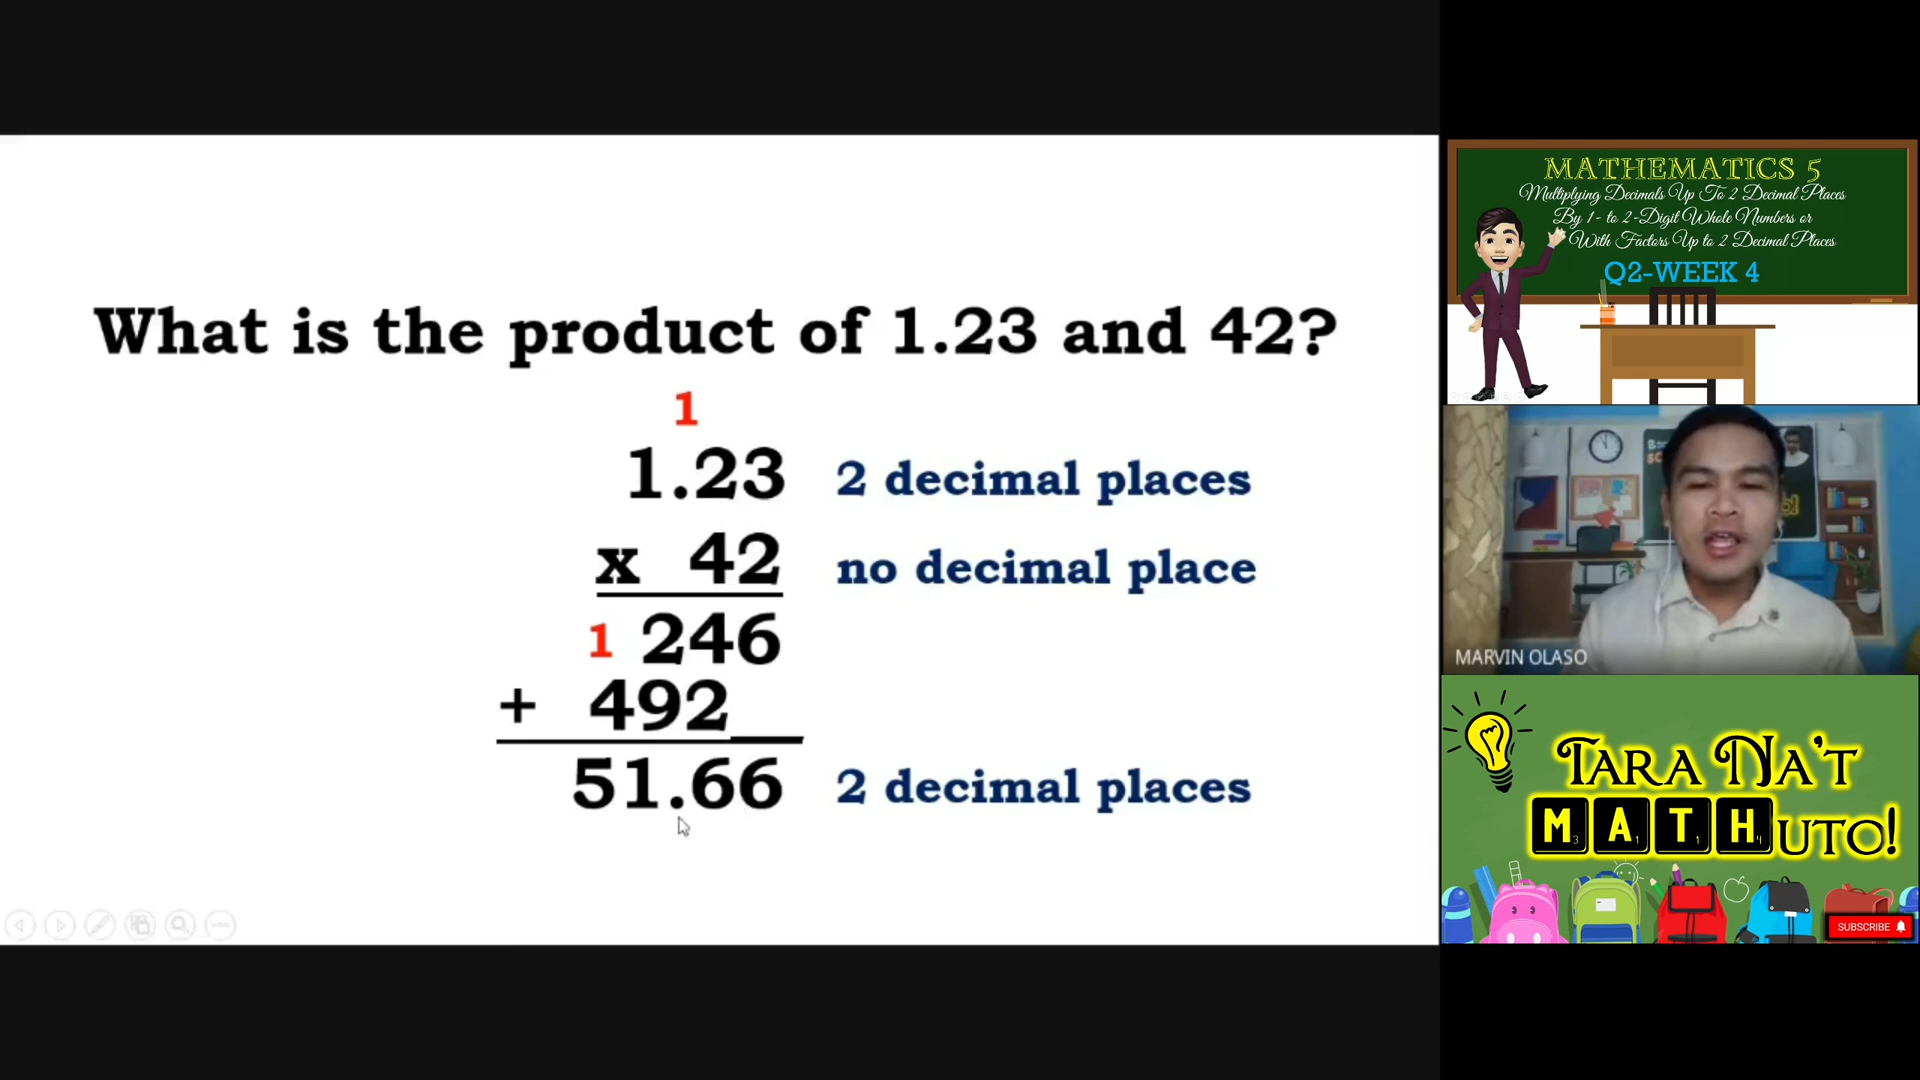 What is the product of 1.23 and 42?
1
1.23 2 decimal places
x 42 no decimal place
1 246
+ 492
51.66 2 decimal places
MATHEMATICS 5
Multiplying Decimals Up To 2 Decimal Places
By 1- to 2-Digit Whole Numbers or
With Factors Up to 2 Decimal Places
Q2-WEEK 4
MARVIN OLASO
TARA NA'T
MATHUTO!
SUBSCRIBE